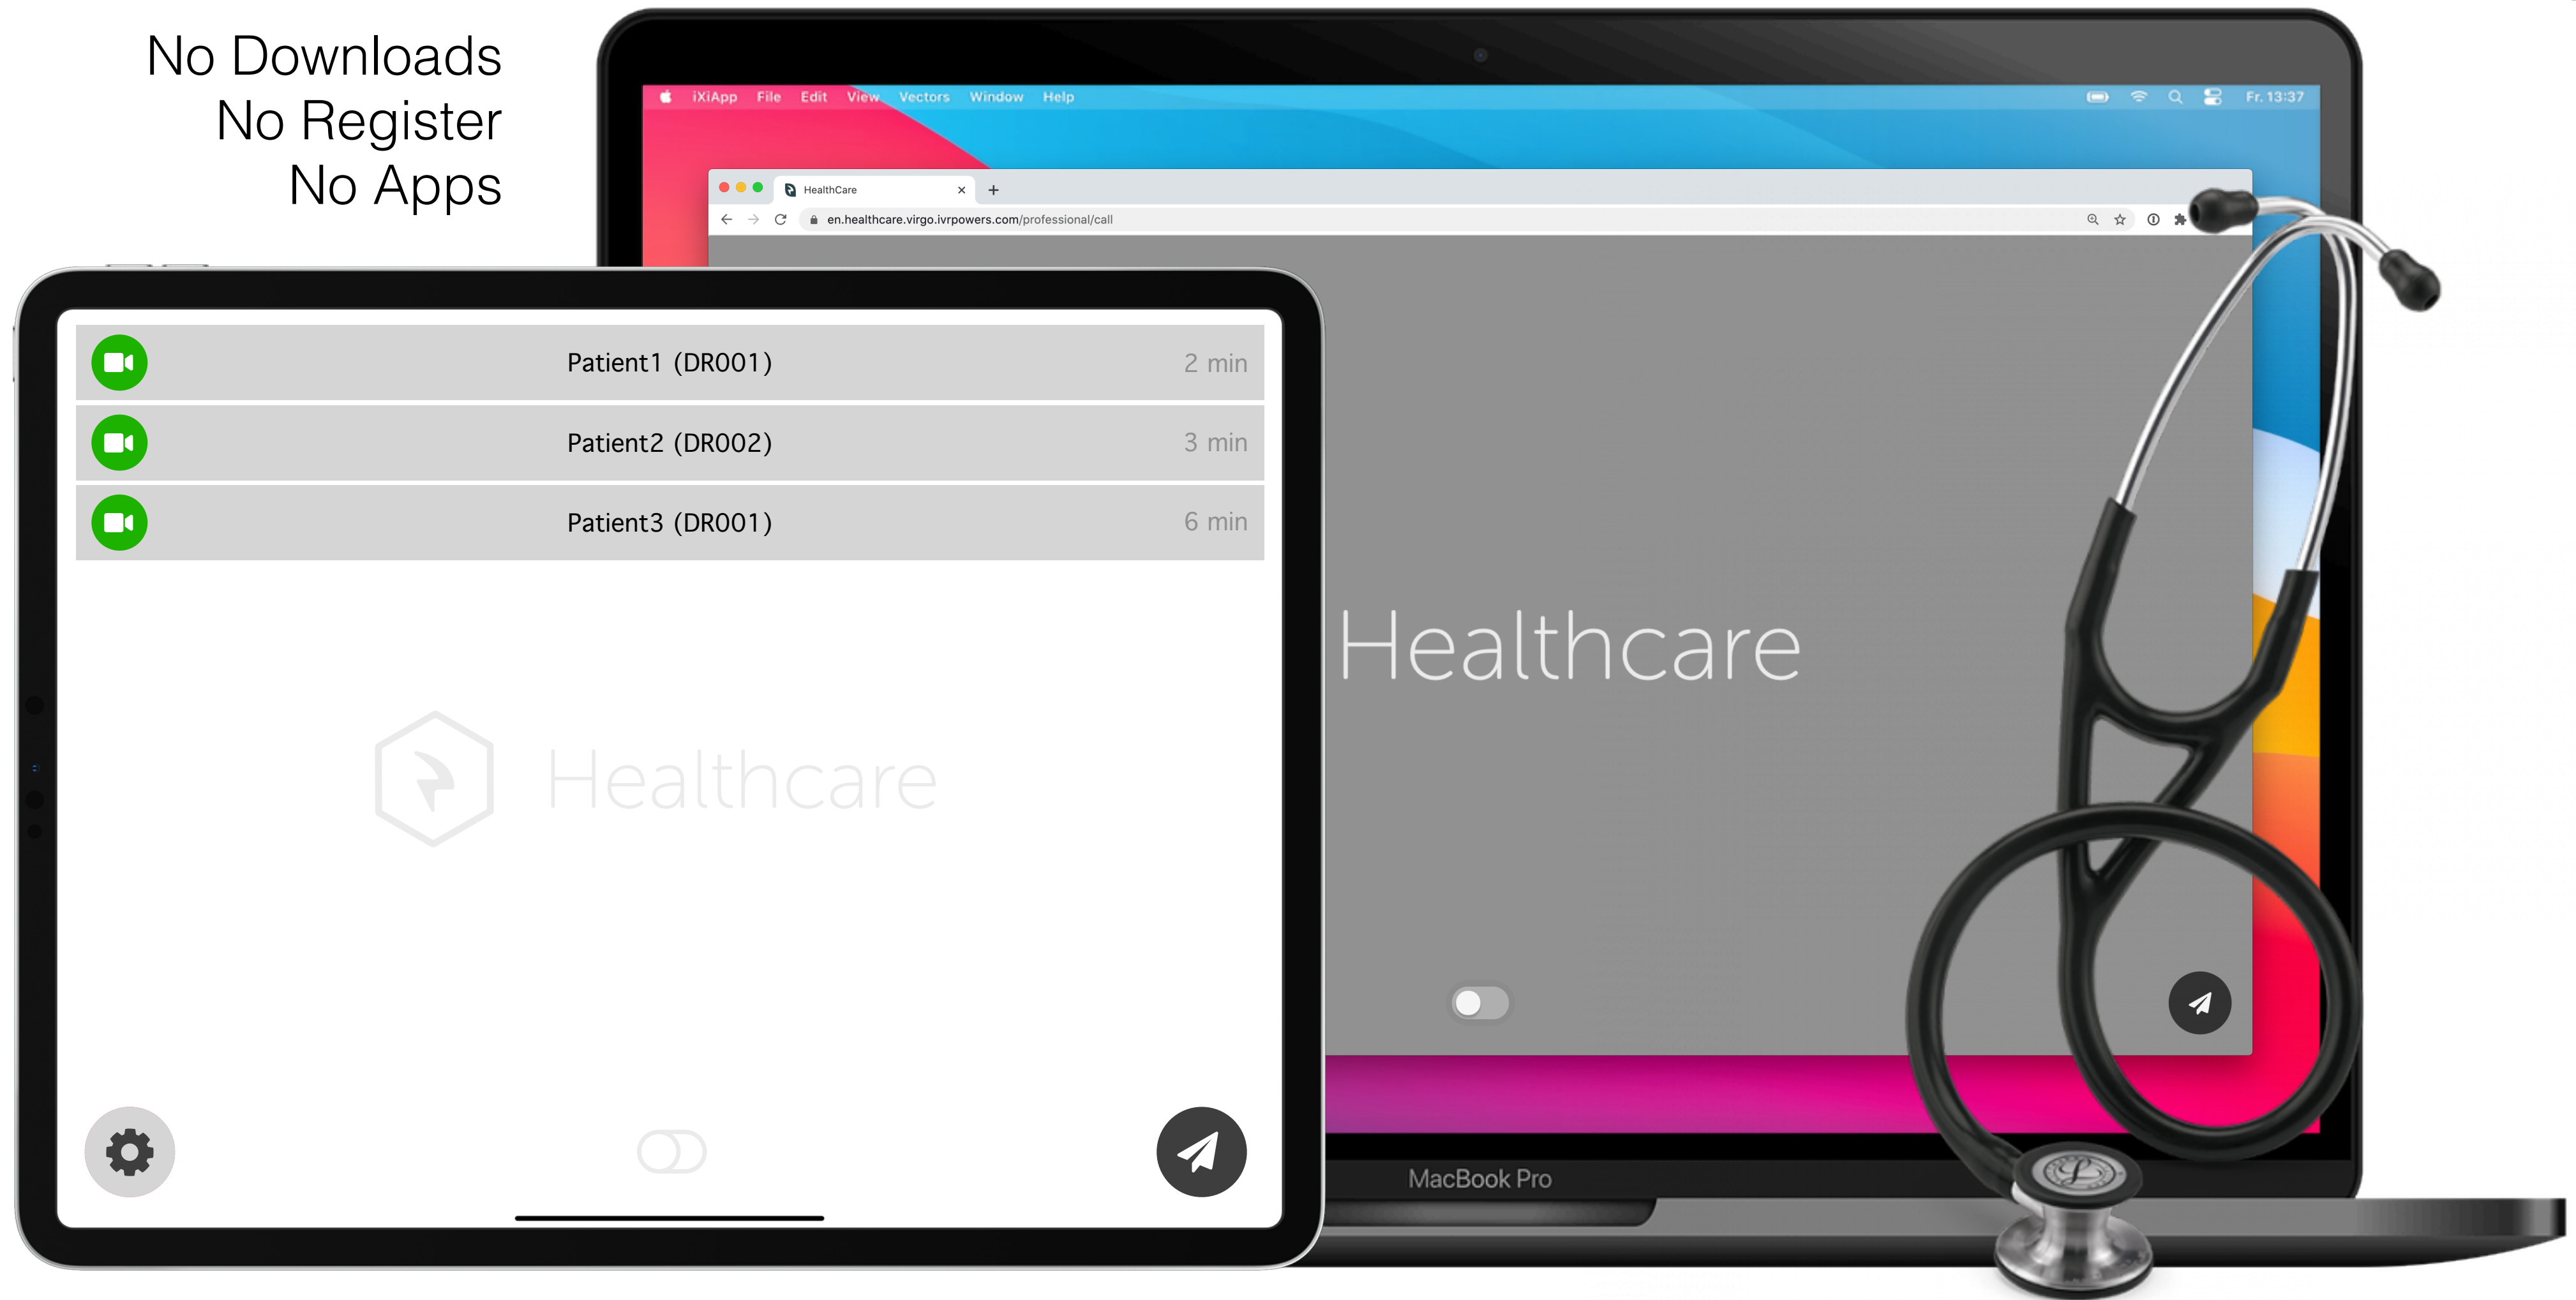 No Downloads
No Register
No Apps
iXiApp File Edit View Vectors Window Help
Fr. 13:37
HealthCare
en.healthcare.virgo.ivrpowers.com/professional/call
Healthcare
MacBook Pro
Patient1 (DR001) 2 min
Patient2 (DR002) 3 min
Patient3 (DR001) 6 min
Healthcare